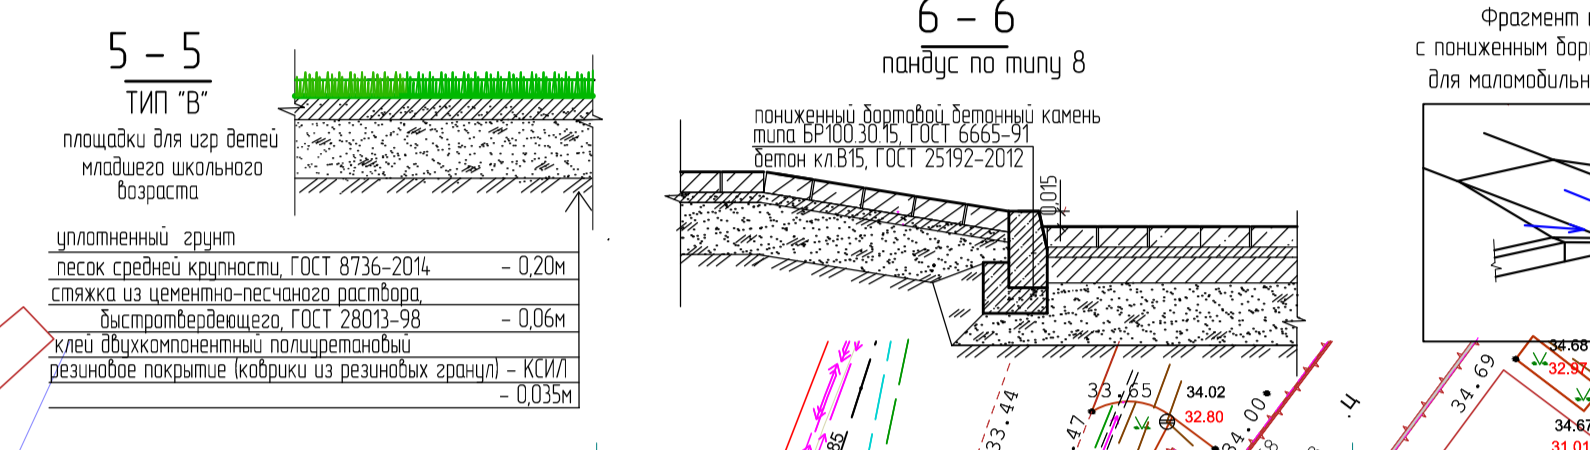 5 - 5
ТИП "В"
площадки для игр детей
младшего школьного
возраста
уплотненный грунт
песок средней крупности, ГОСТ 8736-2014 - 0,20м
стяжка из цементно-песчаного раствора,
быстротвердеющего, ГОСТ 28013-98 - 0,06м
клей двухкомпонентный полиуретановый
резиновое покрытие (коврики из резиновых гранул) - КСИЛ
- 0,035м
6 - 6
пандус по типу 8
пониженный бортовой бетонный камень
типа БР100.30.15, ГОСТ 6665-91
бетон кл.В15, ГОСТ 25192-2012
0,015
Фрагмент
с пониженным
для
33.44
33.65
34.02
32.80
34.00
34.69
34.68
32.97
34.67
31.01